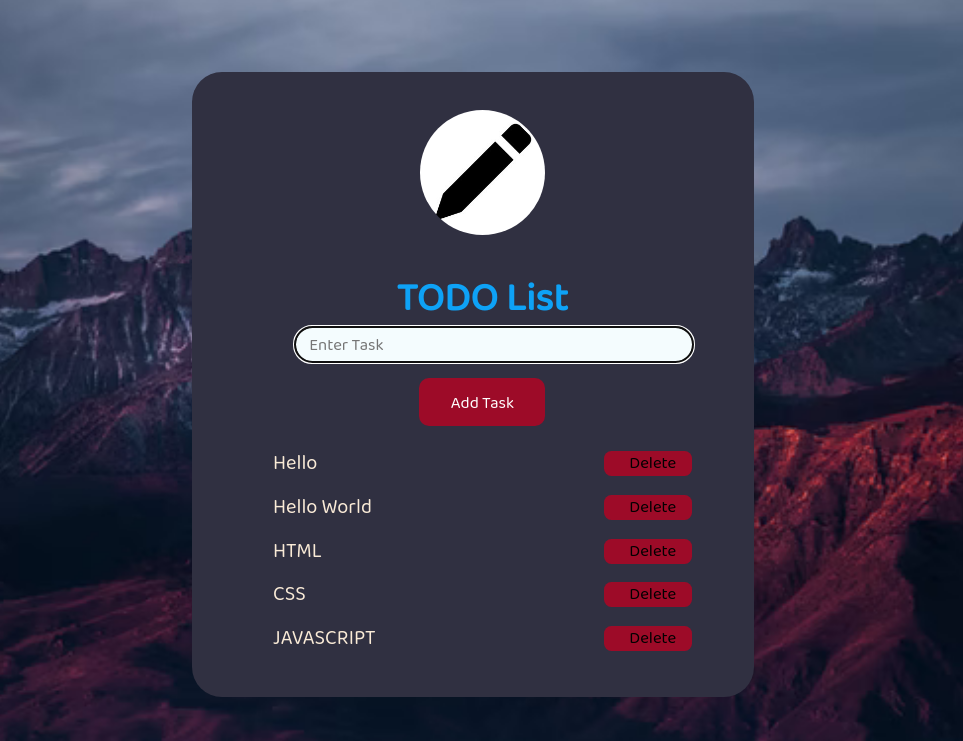 TODO List
Enter Task
Add Task
Hello Delete
Hello World Delete
HTML Delete
CSS Delete
JAVASCRIPT Delete